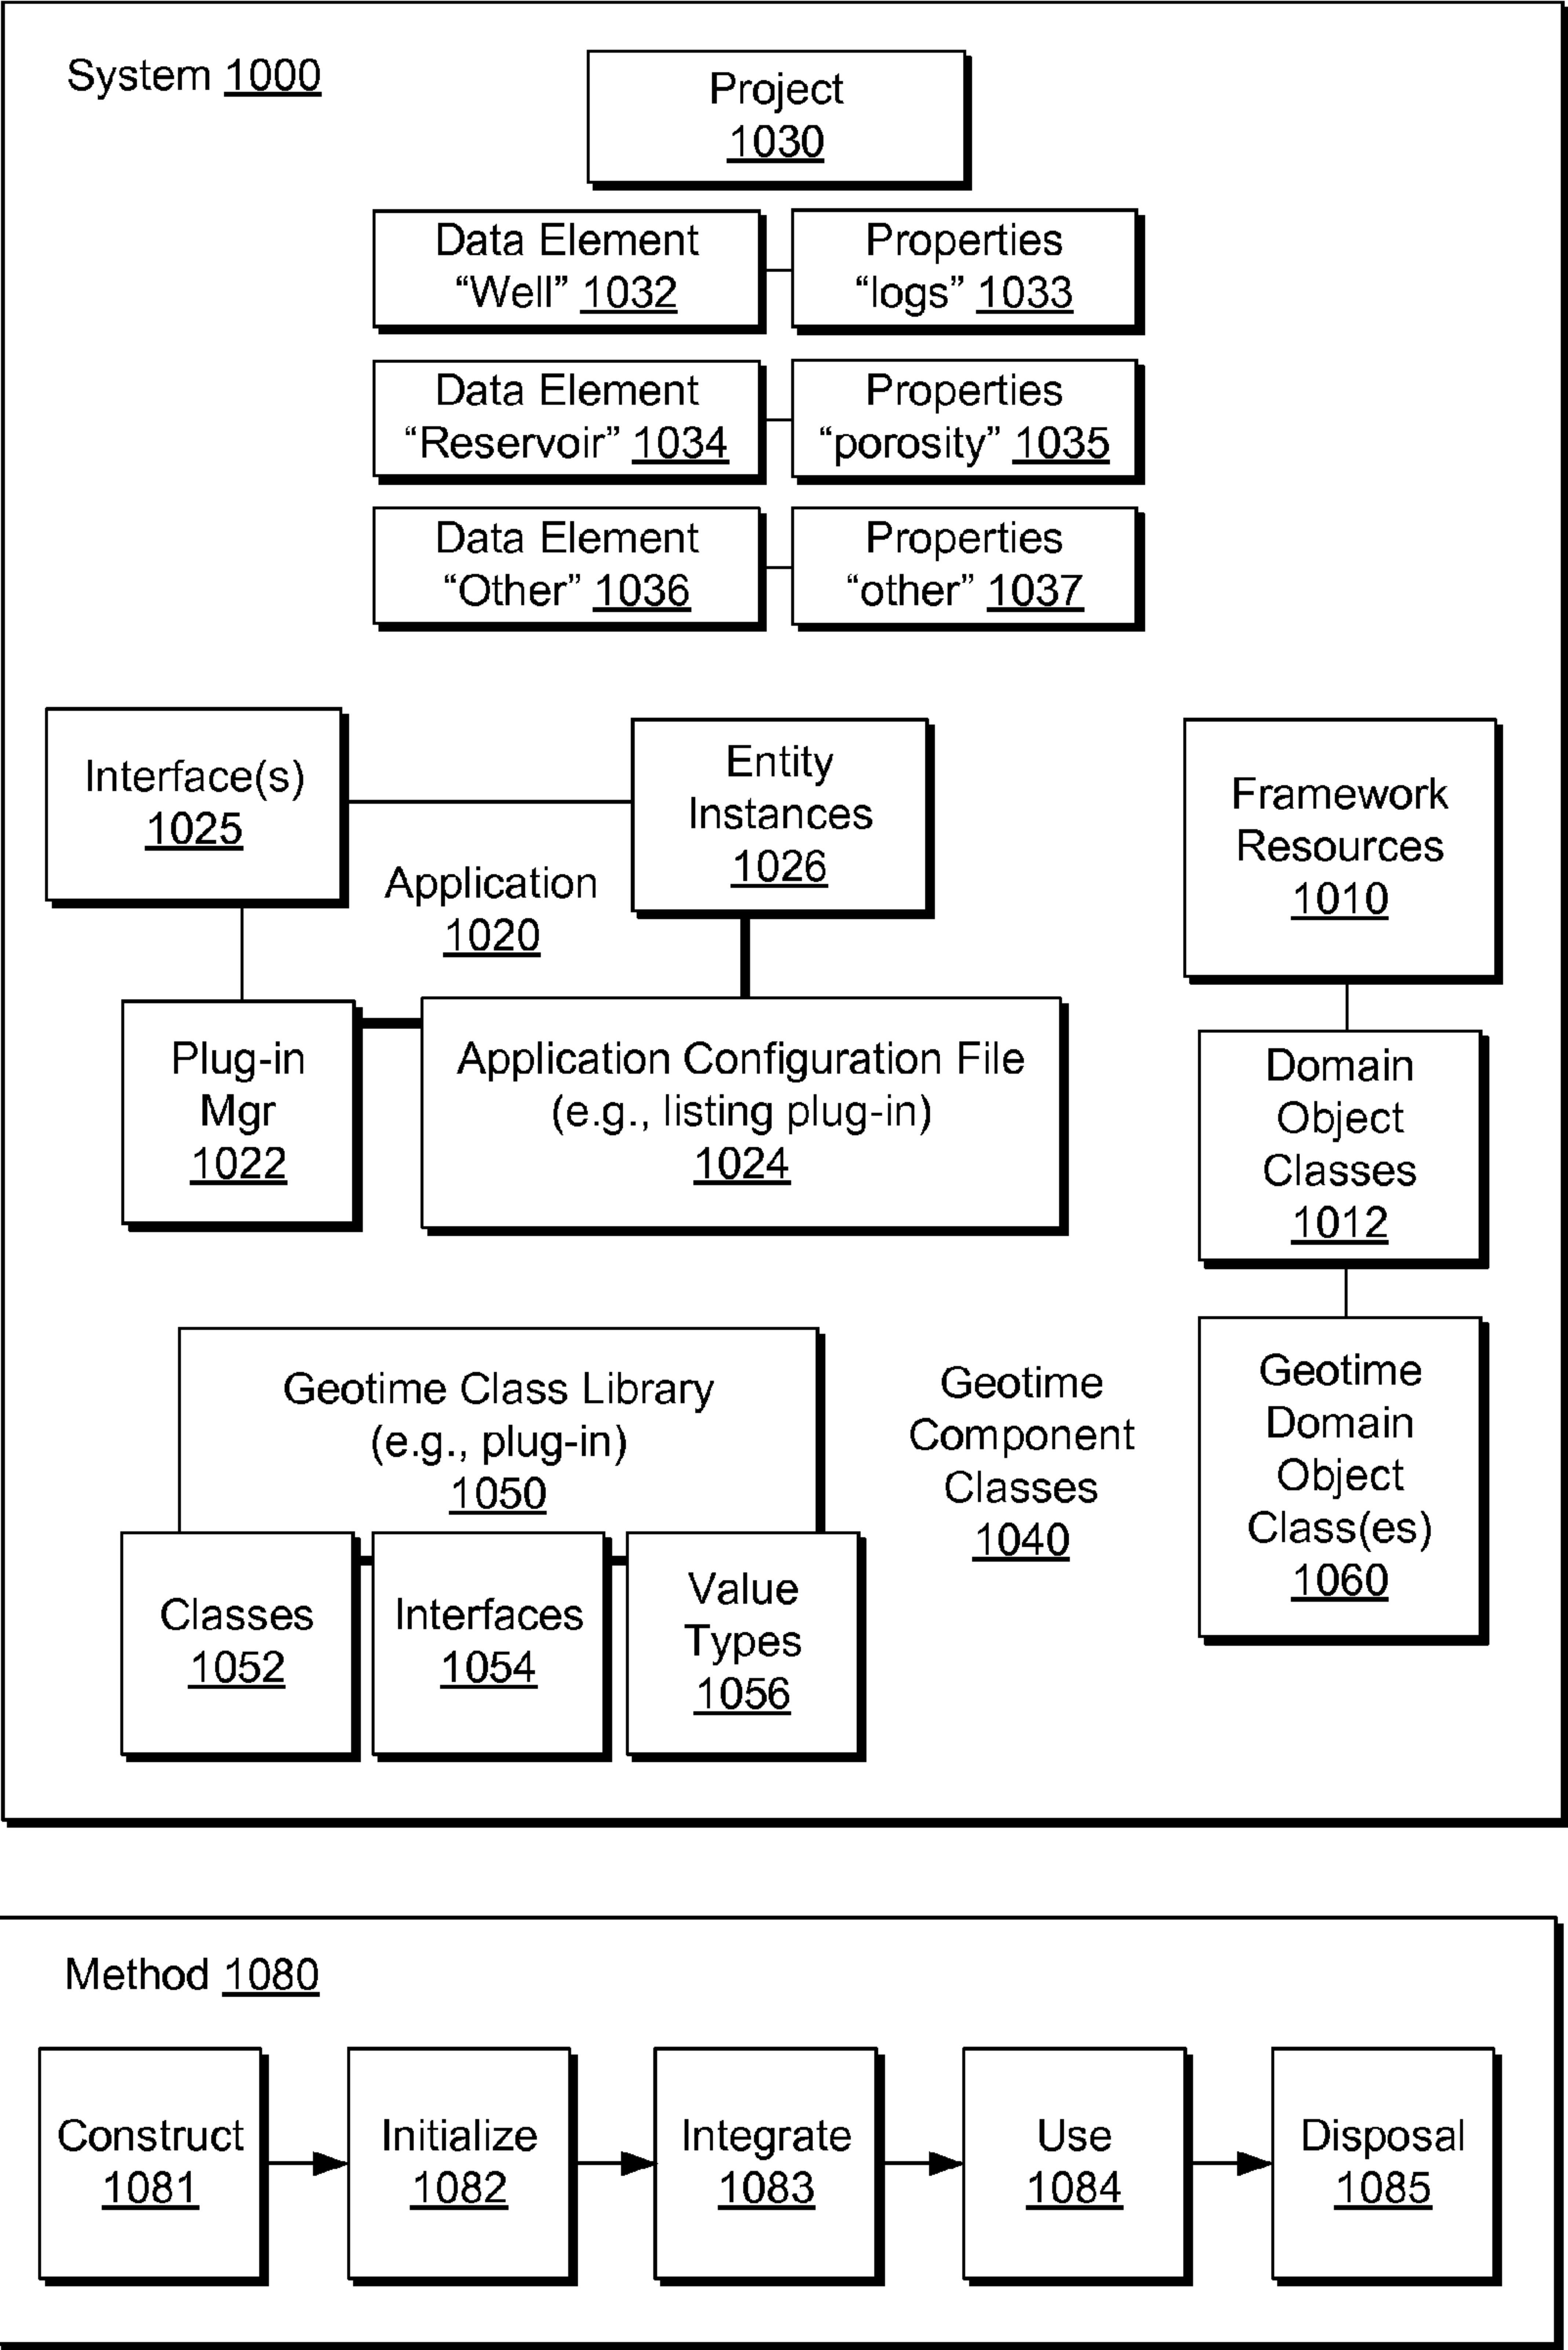 System 1000
Project
1030
Data Element
“Well” 1032
Properties
“logs” 1033
Data Element
“Reservoir” 1034
Properties
“porosity” 1035
Data Element
“Other” 1036
Properties
“other” 1037
Interface(s)
1025
Entity
Instances
1026
Application
1020
Framework
Resources
1010
Plug-in
Mgr
1022
Application Configuration File
(e.g., listing plug-in)
1024
Domain
Object
Classes
1012
Geotime Class Library
(e.g., plug-in)
1050
Classes
1052
Interfaces
1054
Value
Types
1056
Geotime
Component
Classes
1040
Geotime
Domain
Object
Class(es)
1060
Method 1080
Construct
1081
Initialize
1082
Integrate
1083
Use
1084
Disposal
1085